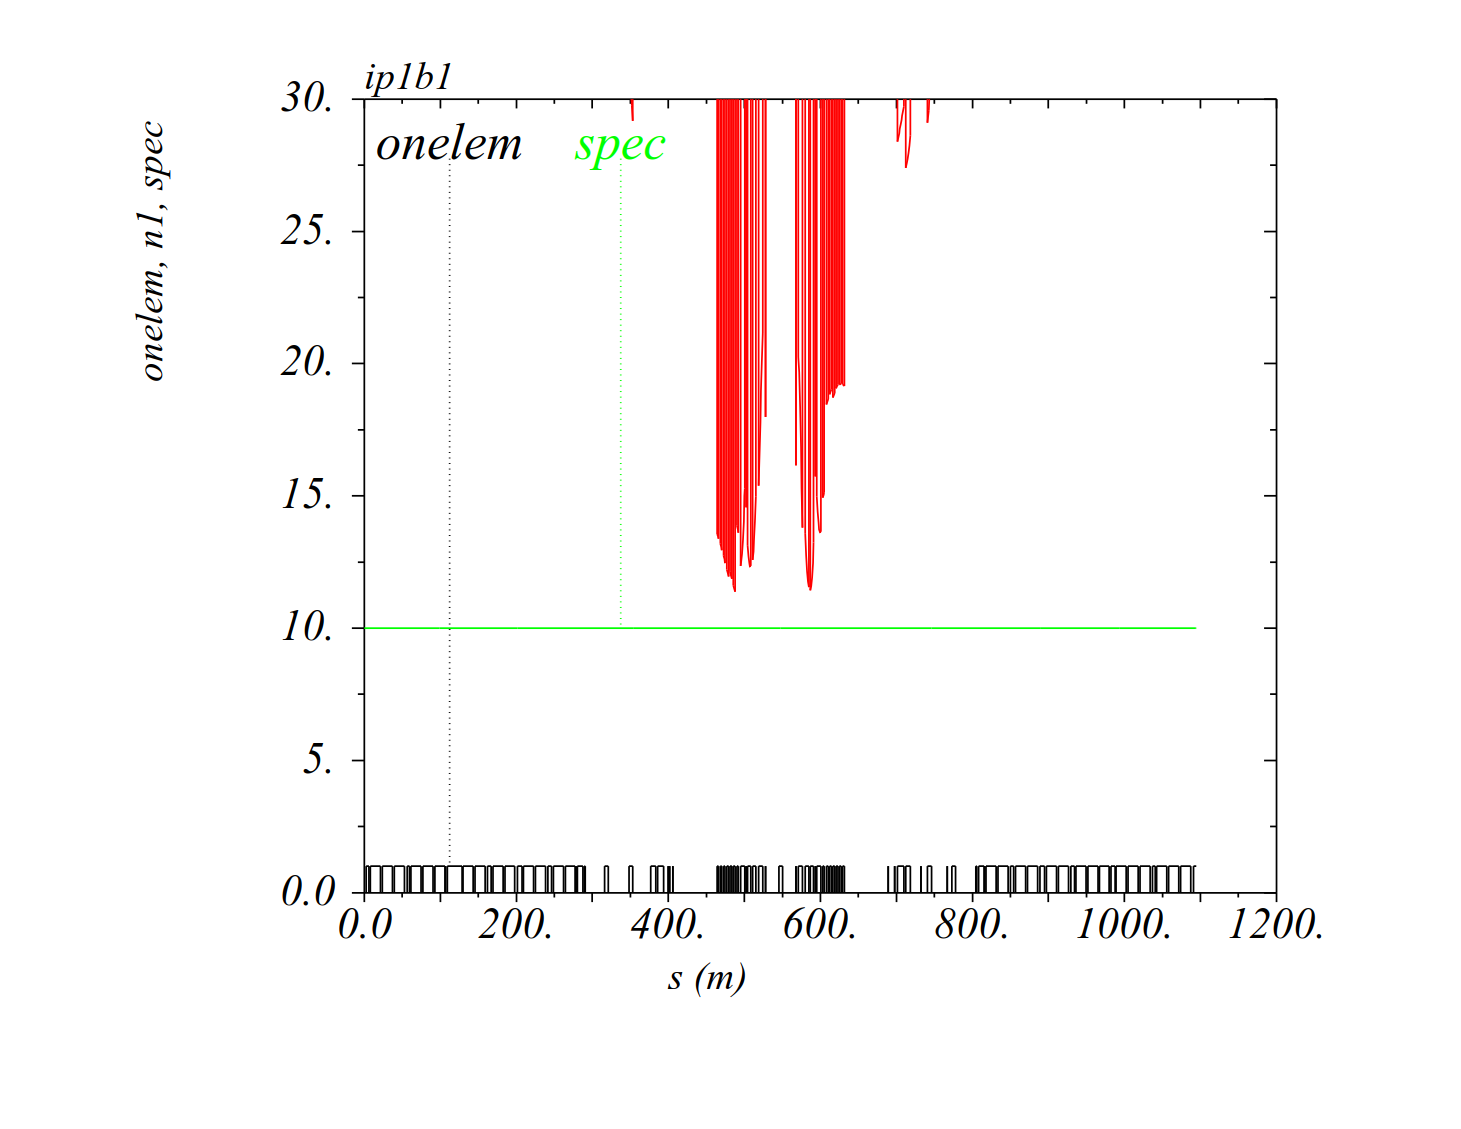 ip1b1
30.
onelem spec
onelem, n1, spec
25.
20.
15.
10.
5.
0.0
0.0 200. 400. 600. 800. 1000. 1200.
s (m)